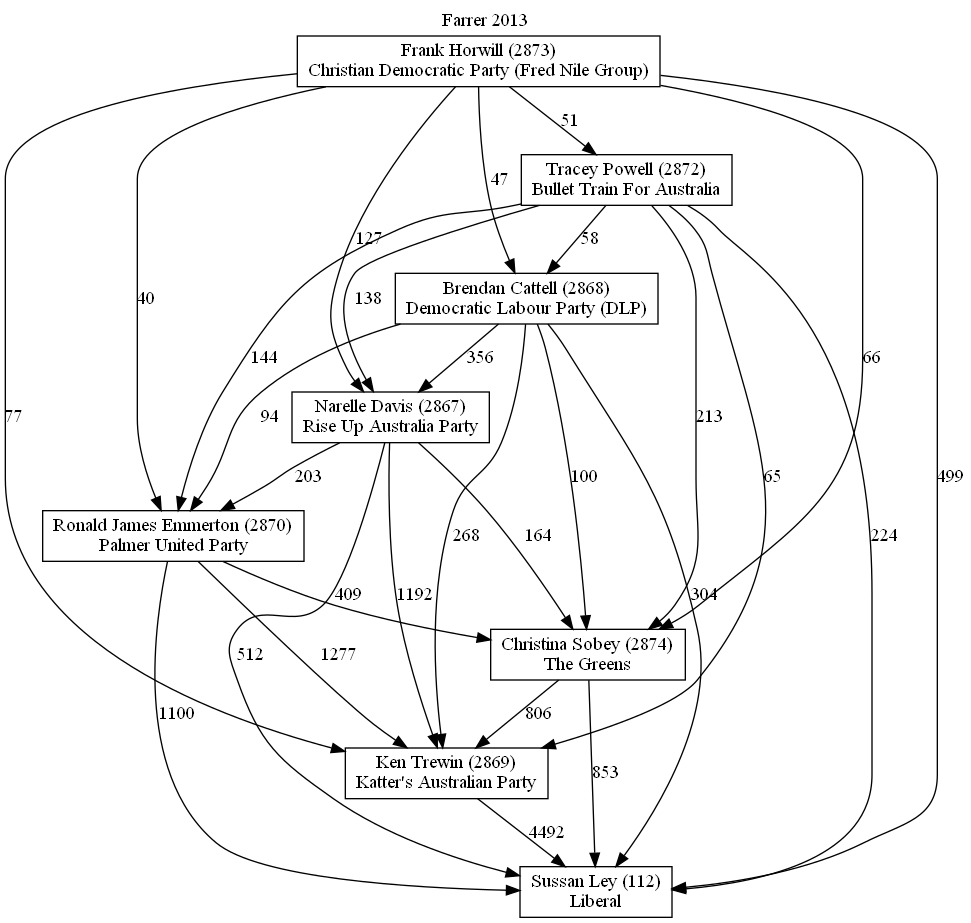 Farrer 2013
Frank Horwill (2873)
Christian Democratic Party (Fred Nile Group)
51
Tracey Powell (2872)
Bullet Train For Australia
47
127
58
Brendan Cattell (2868)
Democratic Labour Party (DLP)
40
138
144
356
66
Narelle Davis (2867)
Rise Up Australia Party
77
94
213
203
100
65
499
Ronald James Emmerton (2870)
Palmer United Party
268
164
224
409
1192
304
Christina Sobey (2874)
The Greens
512
1277
1100
806
Ken Trewin (2869)
Katter's Australian Party
853
4492
Sussan Ley (112)
Liberal